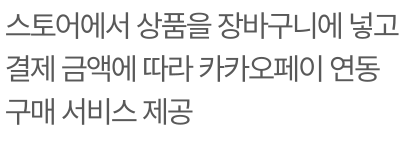 스토어에서 상품을 장바구니에 넣고
결제 금액에 따라 카카오페이 연동
구매 서비스 제공